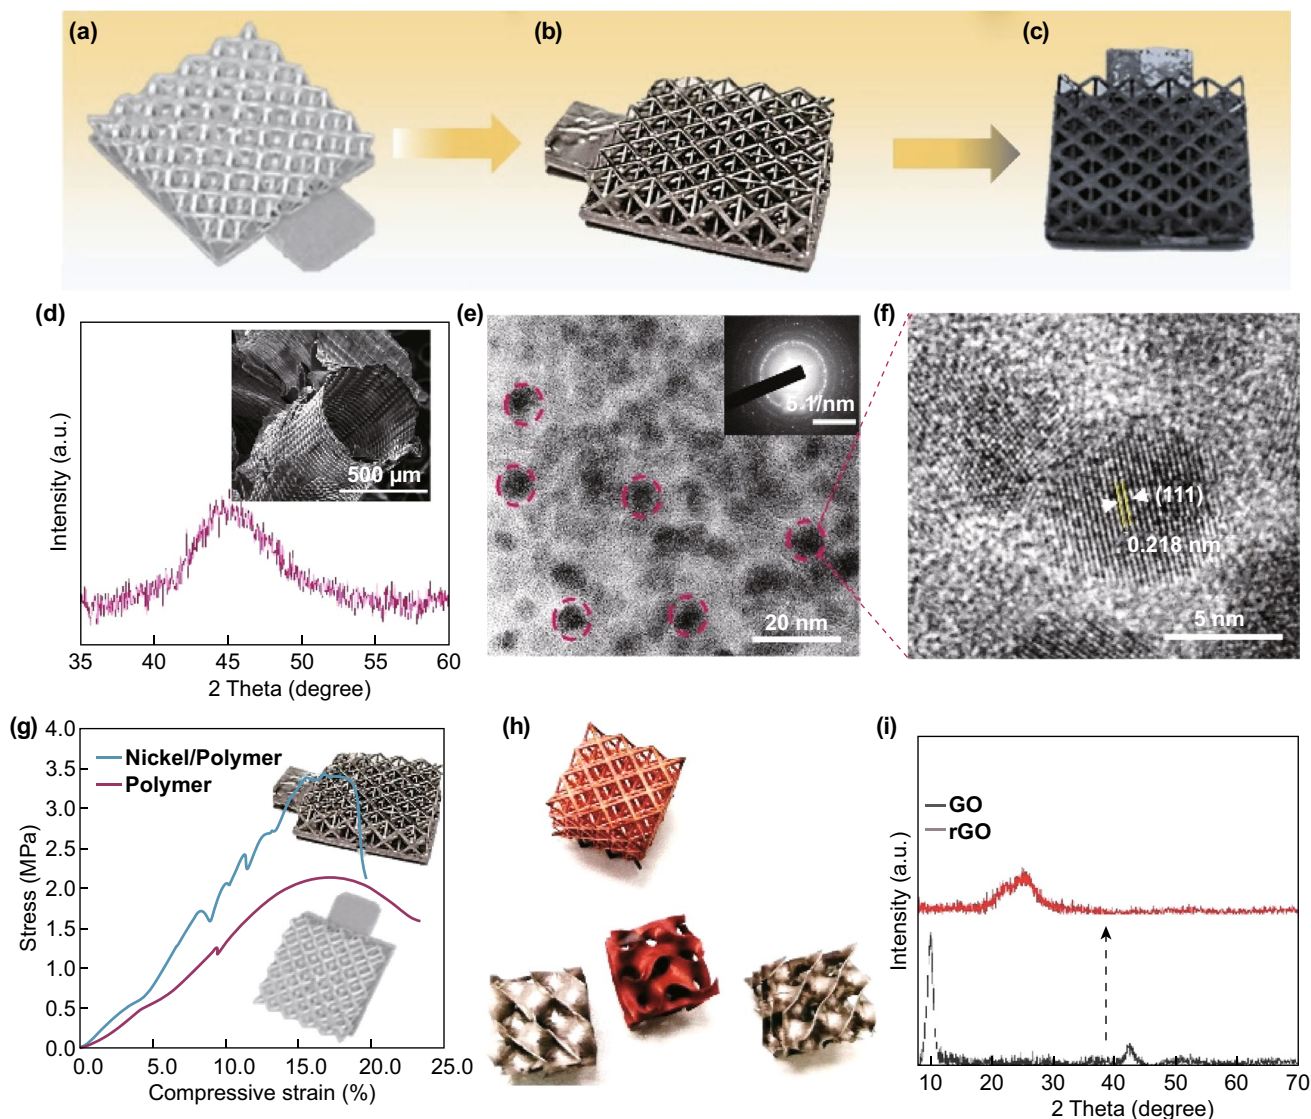 (a)
(b)
(c)
(d)
Intensity (a.u.)
500 µm
35
40
45
50
55
60
2 Theta (degree)
(e)
5 1/nm
20 nm
(f)
(111)
0.218 nm
5 nm
(g)
Stress (MPa)
4.0
3.5
3.0
2.5
2.0
1.5
1.0
0.5
0.0
Nickel/Polymer
Polymer
0.0
5.0
10.0
15.0
20.0
25.0
Compressive strain (%)
(h)
(i)
Intensity (a.u.)
GO
rGO
10
20
30
40
50
60
70
2 Theta (degree)